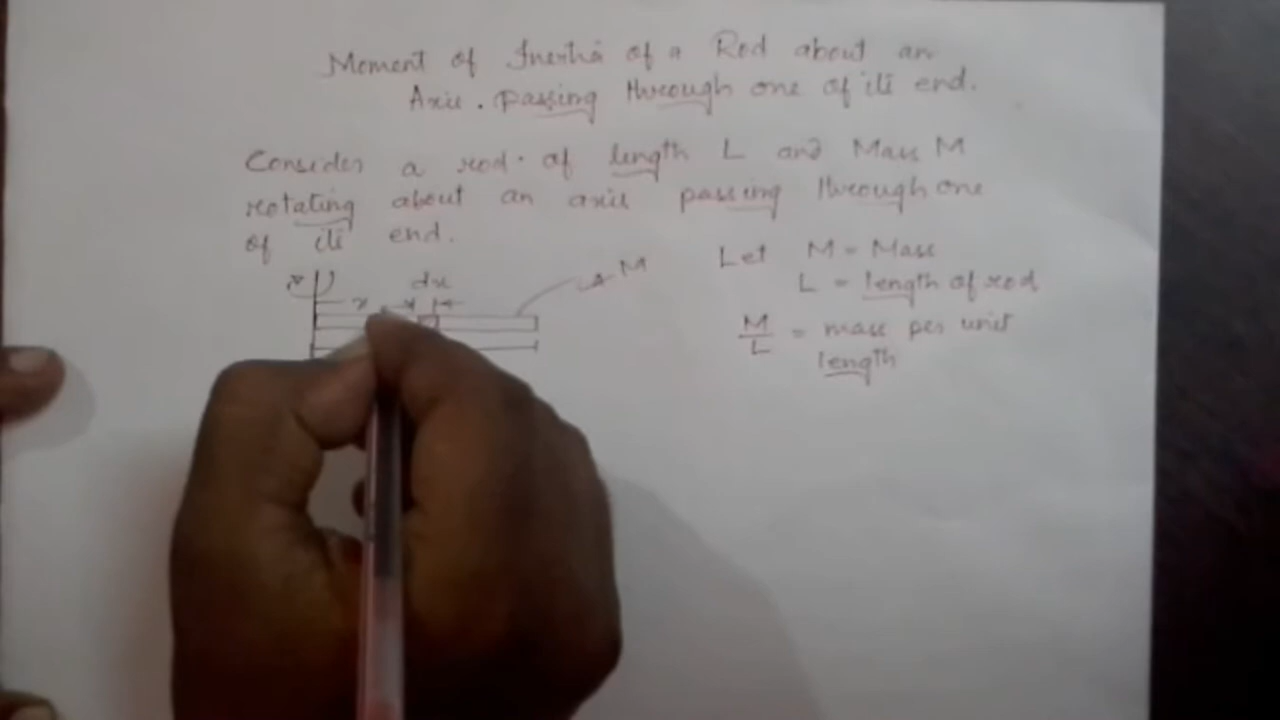 Moment of Inertia of a Rod about an
Axis. passing through one of its end.
Consider a rod. of length L and Mass M
rotating about an axis passing through one
of its end.
Let M = Mass
L = length of rod
M/L = mass per unit
length
dx
x
M